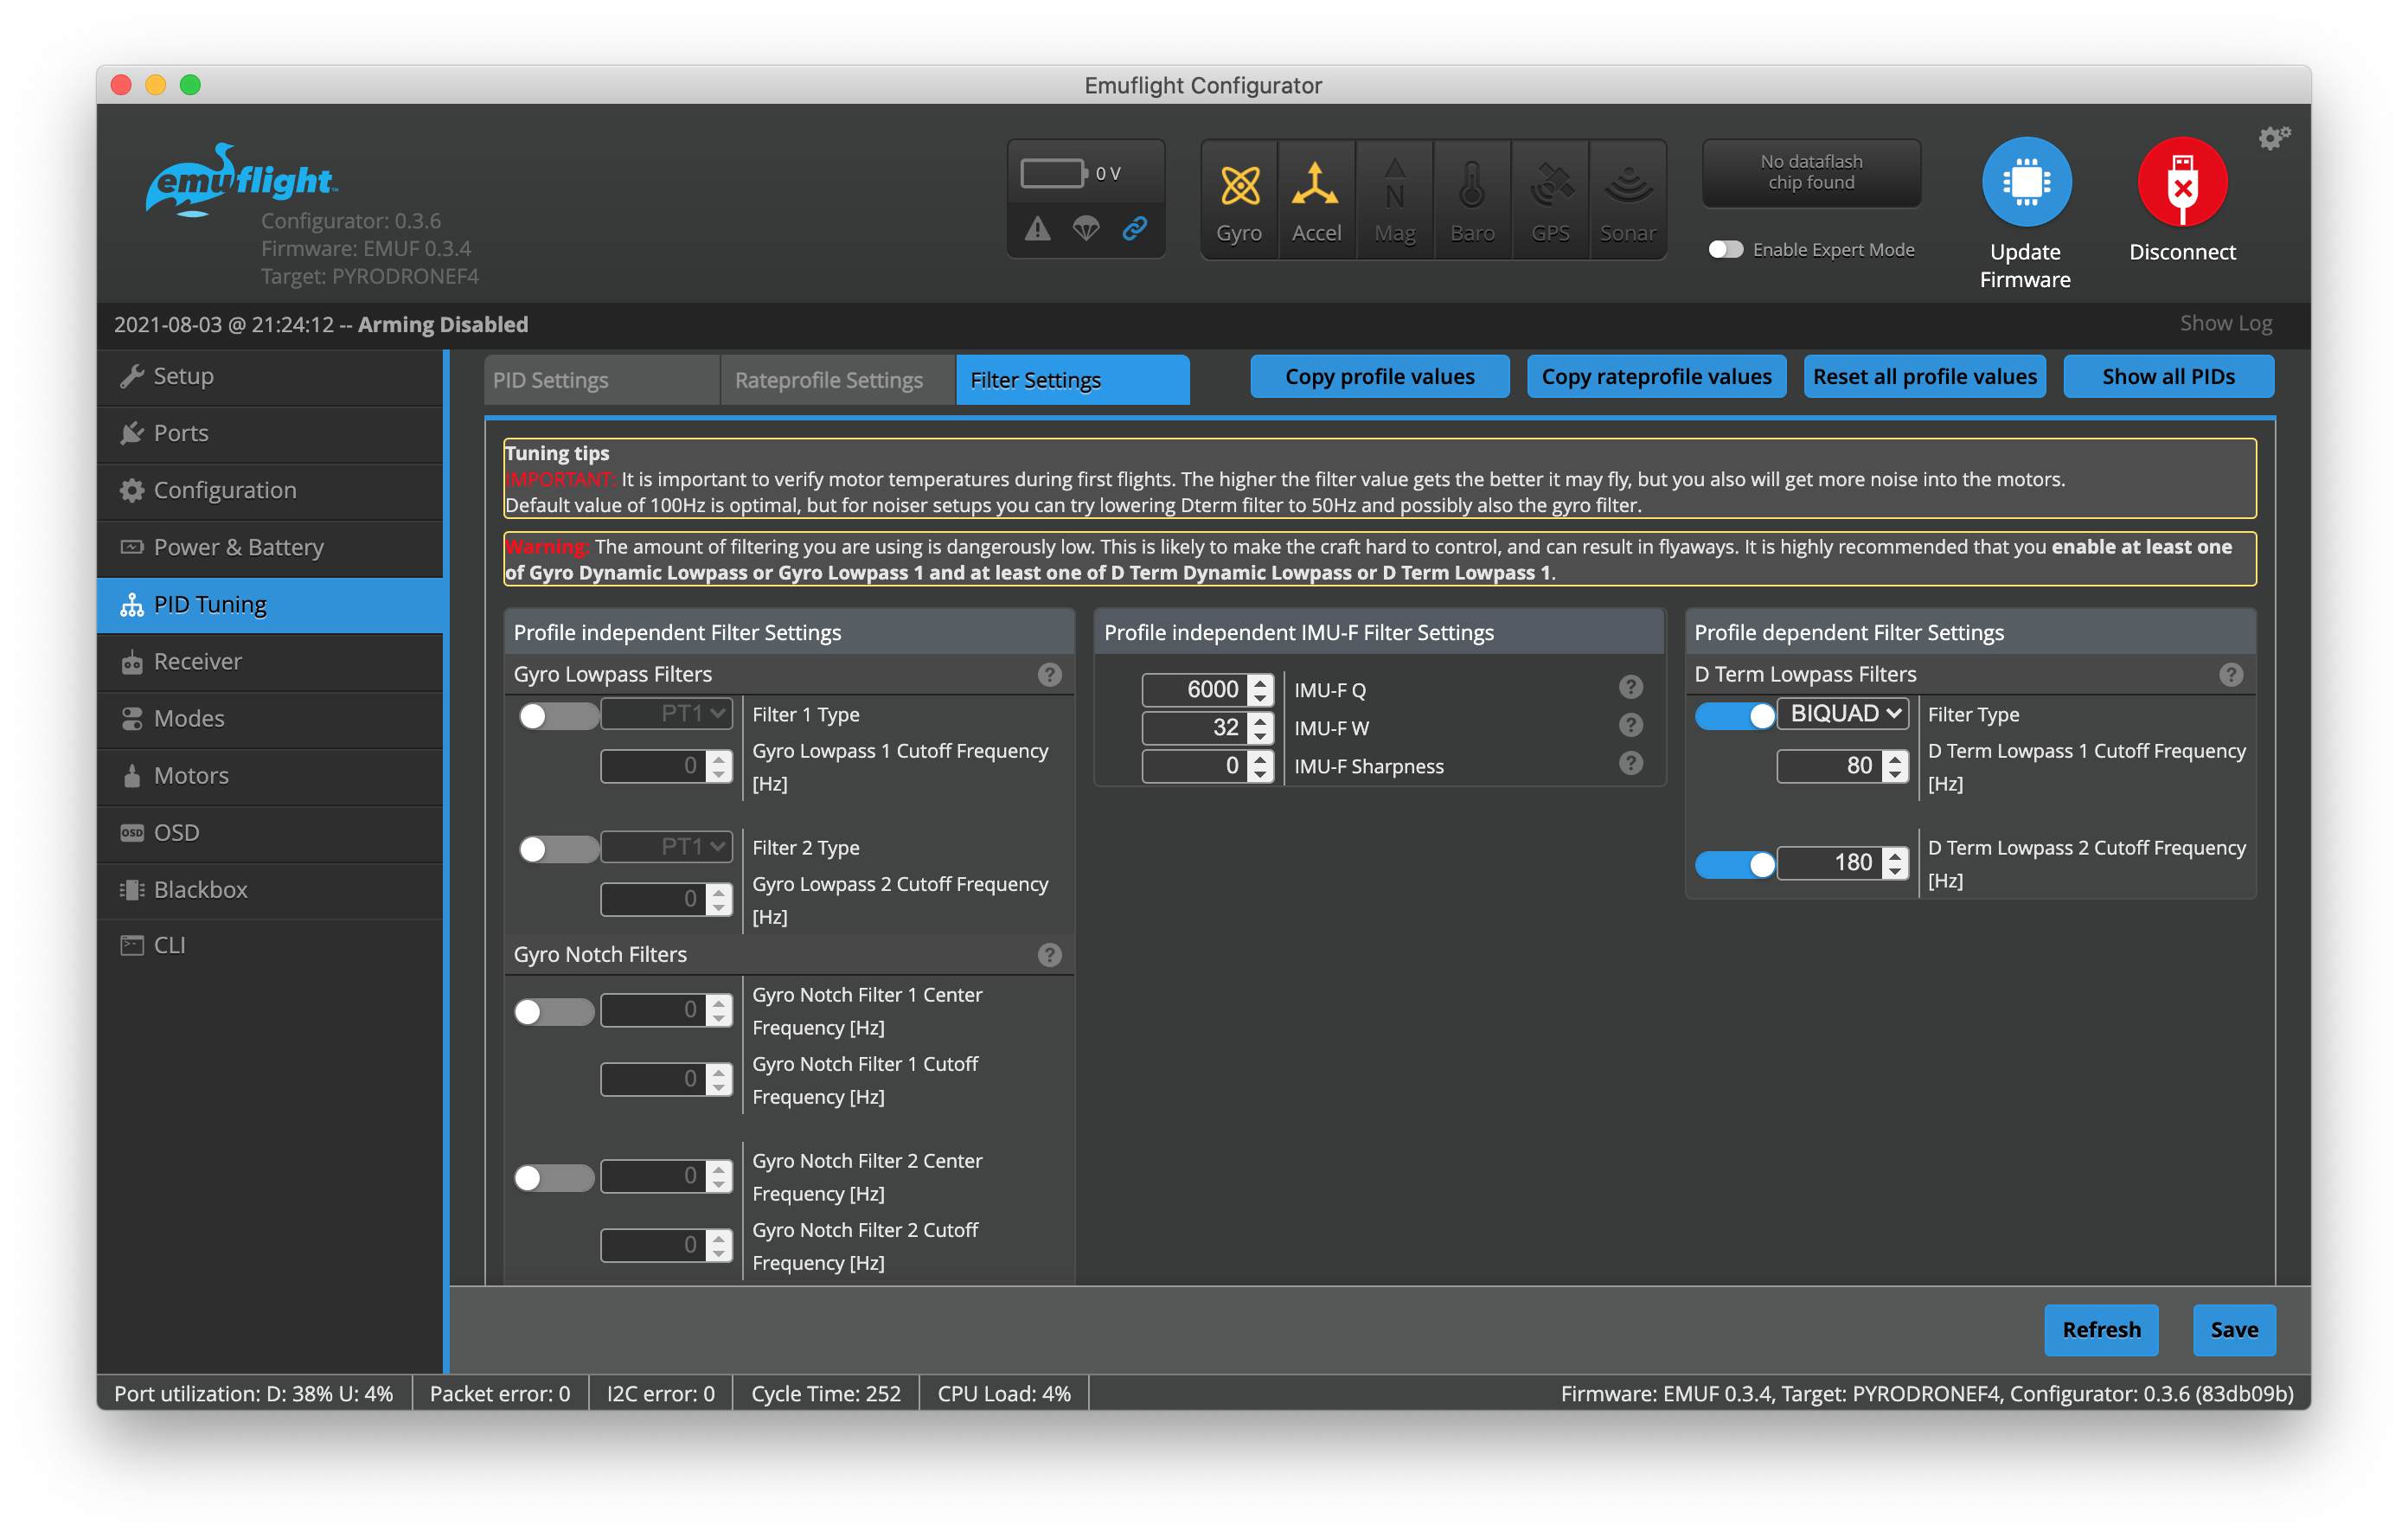 Emuflight Configurator
emuflight
Configurator: 0.3.6
Firmware: EMUF 0.3.4
Target: PYRODRONEF4
0 V
Gyro
Accel
N
Mag
Baro
GPS
Sonar
No dataflash
chip found
Enable Expert Mode
Update
Firmware
Disconnect
2021-08-03 @ 21:24:12 -- Arming Disabled
Show Log
Setup
Ports
Configuration
Power & Battery
PID Tuning
Receiver
Modes
Motors
OSD OSD
Blackbox
CLI
PID Settings
Rateprofile Settings
Filter Settings
Copy profile values
Copy rateprofile values
Reset all profile values
Show all PIDs
Tuning tips
IMPORTANT: It is important to verify motor temperatures during first flights. The higher the filter value gets the better it may fly, but you also will get more noise into the motors.
Default value of 100Hz is optimal, but for noiser setups you can try lowering Dterm filter to 50Hz and possibly also the gyro filter.
Warning: The amount of filtering you are using is dangerously low. This is likely to make the craft hard to control, and can result in flyaways. It is highly recommended that you enable at least one
of Gyro Dynamic Lowpass or Gyro Lowpass 1 and at least one of D Term Dynamic Lowpass or D Term Lowpass 1.
Profile independent Filter Settings
Gyro Lowpass Filters ?
PT1 Filter 1 Type
0 Gyro Lowpass 1 Cutoff Frequency
[Hz]
PT1 Filter 2 Type
0 Gyro Lowpass 2 Cutoff Frequency
[Hz]
Gyro Notch Filters ?
0 Gyro Notch Filter 1 Center
Frequency [Hz]
0 Gyro Notch Filter 1 Cutoff
Frequency [Hz]
0 Gyro Notch Filter 2 Center
Frequency [Hz]
0 Gyro Notch Filter 2 Cutoff
Frequency [Hz]
Profile independent IMU-F Filter Settings
6000 IMU-F Q ?
32 IMU-F W ?
0 IMU-F Sharpness ?
Profile dependent Filter Settings
D Term Lowpass Filters ?
BIQUAD Filter Type
80 D Term Lowpass 1 Cutoff Frequency
[Hz]
180 D Term Lowpass 2 Cutoff Frequency
[Hz]
Refresh
Save
Port utilization: D: 38% U: 4%
Packet error: 0
I2C error: 0
Cycle Time: 252
CPU Load: 4%
Firmware: EMUF 0.3.4, Target: PYRODRONEF4, Configurator: 0.3.6 (83db09b)